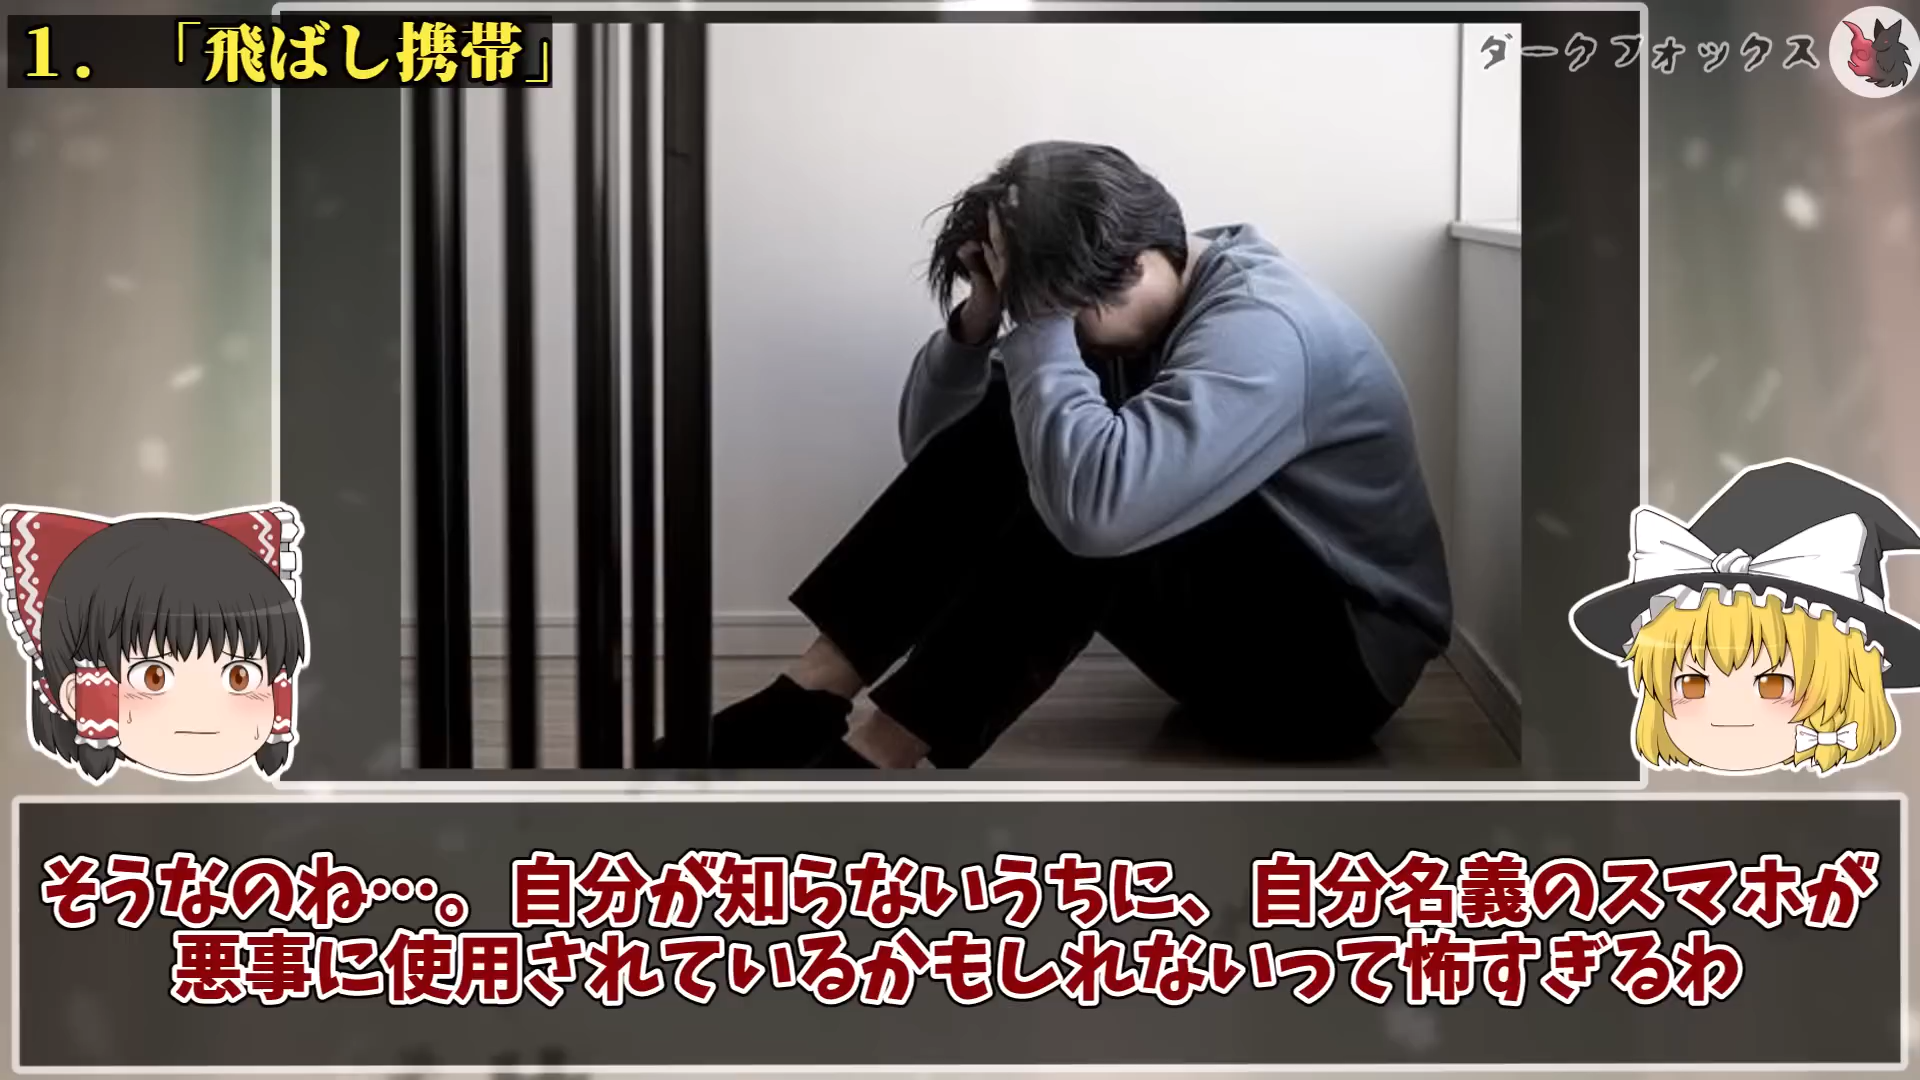 1. 「飛ばし携帯」
ダークフォックス
そうなのね…。自分が知らないうちに、自分名義のスマホが
悪事に使用されているかもしれないって怖すぎるわ